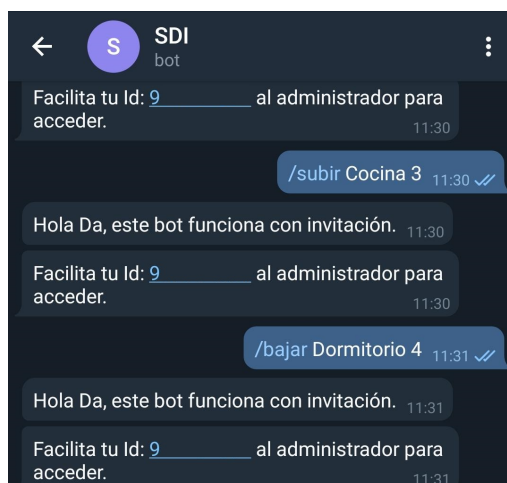 SDI
bot
Facilita tu Id: 9__________ al administrador para
acceder.
11:30
/subir Cocina 3 11:30
Hola Da, este bot funciona con invitación. 11:30
Facilita tu Id: 9__________ al administrador para
acceder.
11:30
/bajar Dormitorio 4 11:31
Hola Da, este bot funciona con invitación. 11:31
Facilita tu Id: 9__________ al administrador para
acceder.
11:31